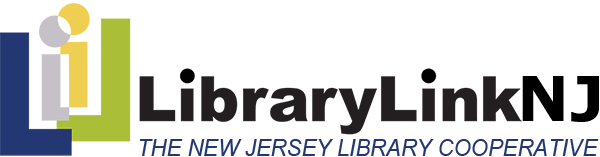 LibraryLinkNJ
THE NEW JERSEY LIBRARY COOPERATIVE